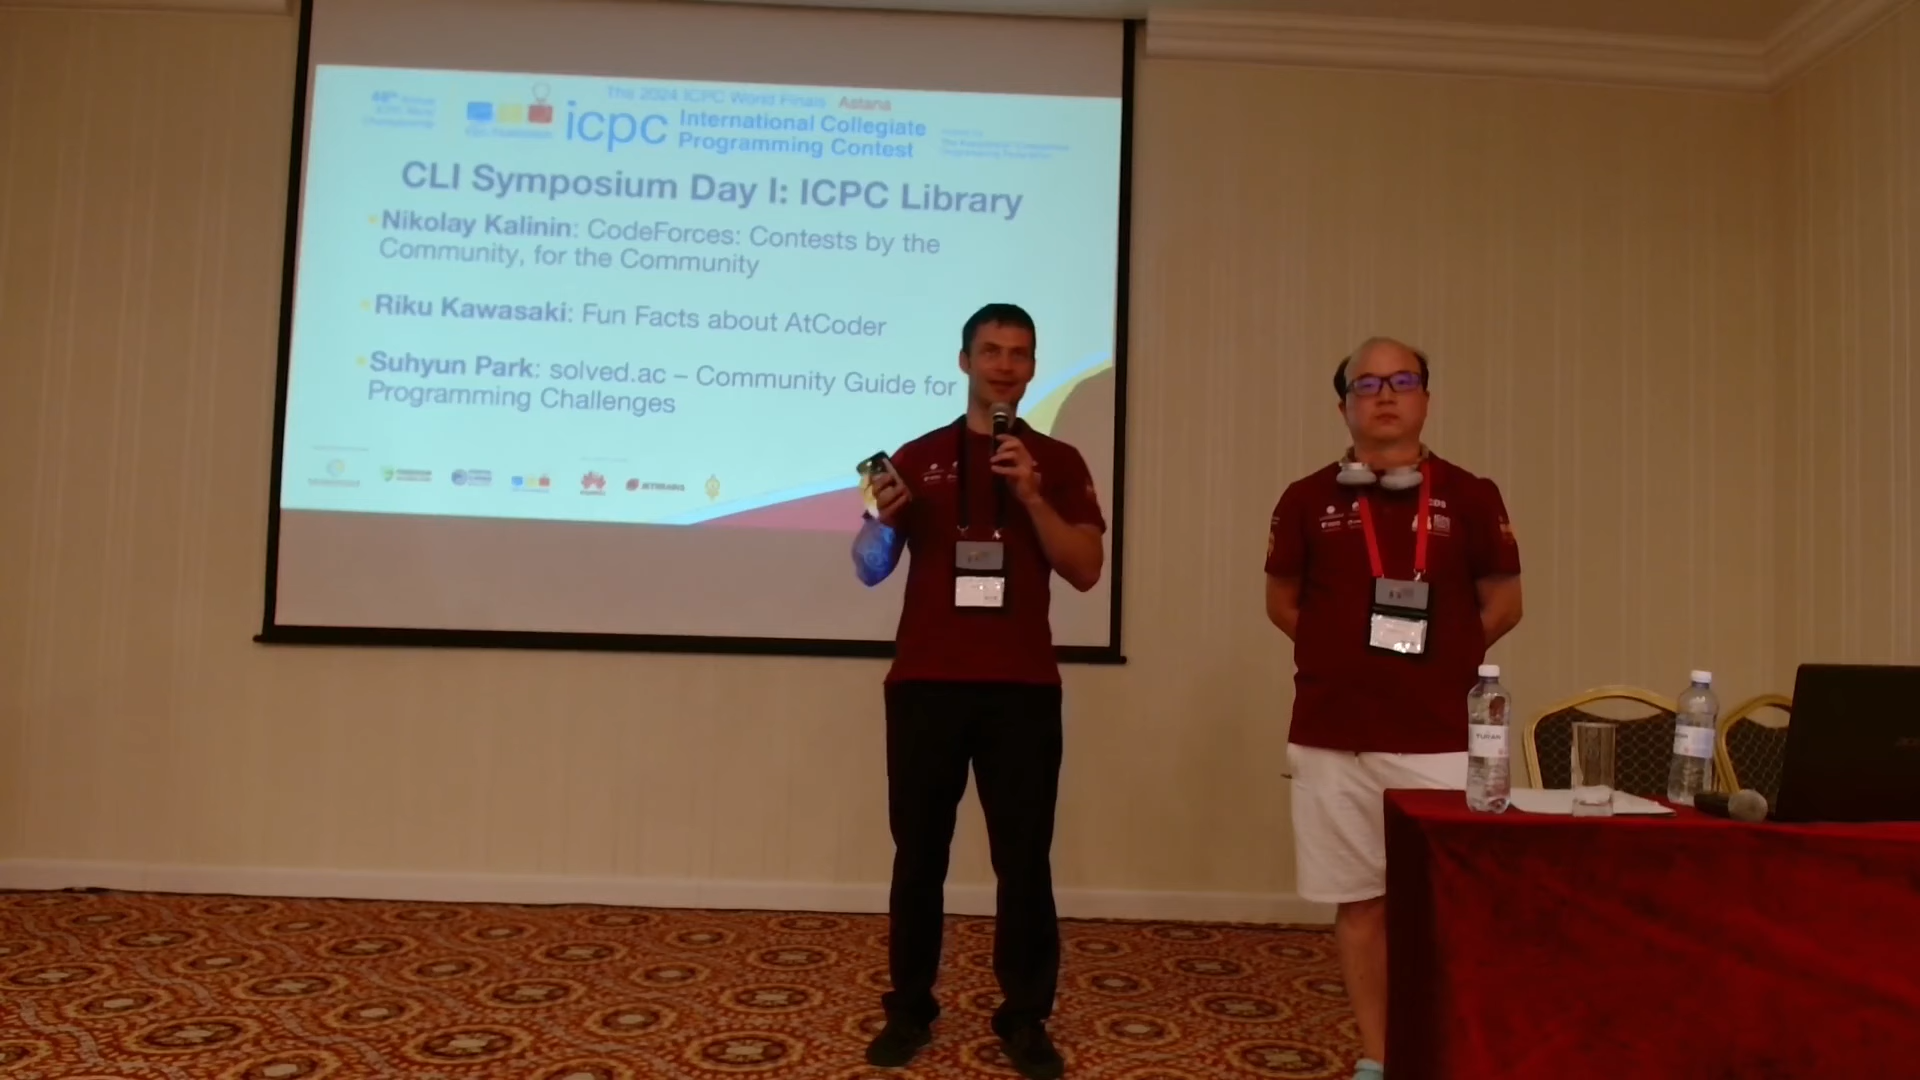 The 2024 ICPC World Finals Astana
icpc
International Collegiate
Programming Contest
CLI Symposium Day I: ICPC Library
Nikolay Kalinin: CodeForces: Contests by the
Community, for the Community
Riku Kawasaki: Fun Facts about AtCoder
Suhyun Park: solved.ac – Community Guide for
Programming Challenges
HUAWEI
JETBRAINS